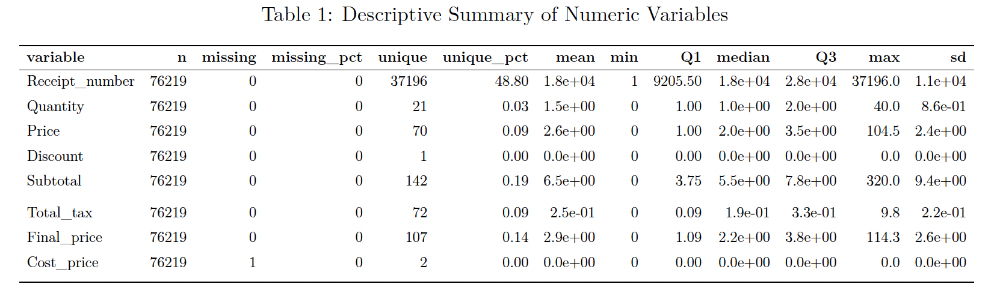 Table 1: Descriptive Summary of Numeric Variables
variable n missing missing_pct unique unique_pct mean min Q1 median Q3 max sd
Receipt_number 76219 0 0 37196 48.80 1.8e+04 1 9205.50 1.8e+04 2.8e+04 37196.0 1.1e+04
Quantity 76219 0 0 21 0.03 1.5e+00 0 1.00 1.0e+00 2.0e+00 40.0 8.6e-01
Price 76219 0 0 70 0.09 2.6e+00 0 1.00 2.0e+00 3.5e+00 104.5 2.4e+00
Discount 76219 0 0 1 0.00 0.0e+00 0 0.00 0.0e+00 0.0e+00 0.0 0.0e+00
Subtotal 76219 0 0 142 0.19 6.5e+00 0 3.75 5.5e+00 7.8e+00 320.0 9.4e+00
Total_tax 76219 0 0 72 0.09 2.5e-01 0 0.09 1.9e-01 3.3e-01 9.8 2.2e-01
Final_price 76219 0 0 107 0.14 2.9e+00 0 1.09 2.2e+00 3.8e+00 114.3 2.6e+00
Cost_price 76219 1 0 2 0.00 0.0e+00 0 0.00 0.0e+00 0.0e+00 0.0 0.0e+00